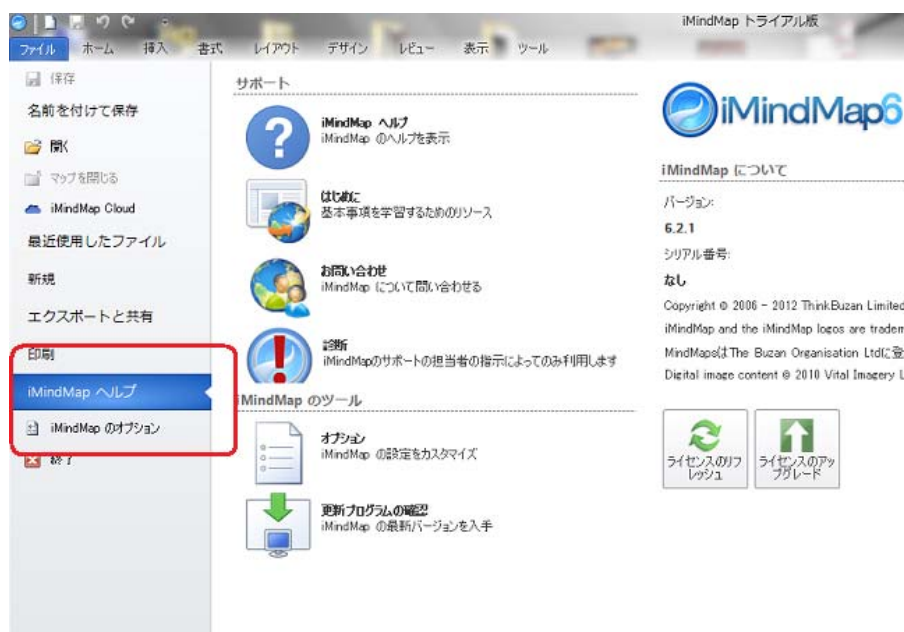 iMindMap トライアル版
ファイル ホーム 挿入 書式 レイアウト デザイン レビュー 表示 ツール
保存
名前を付けて保存
開く
マップを閉じる
iMindMap Cloud
最近使用したファイル
新規
エクスポートと共有
印刷
iMindMap ヘルプ
iMindMap のオプション
終了
サポート
iMindMap ヘルプ
iMindMap のヘルプを表示
はじめに
基本事項を学習するためのリソース
お問い合わせ
iMindMap について問い合わせる
診断
iMindMapのサポートの担当者の指示によってのみ利用します
iMindMap のツール
オプション
iMindMap の設定をカスタマイズ
更新プログラムの確認
iMindMap の最新バージョンを入手
iMindMap6
iMindMap について
バージョン:
6.2.1
シリアル番号:
なし
Copyright © 2006 - 2012 ThinkBuzan Limited
iMindMap and the iMindMap logos are tradem
MindMapsはThe Buzan Organisation Ltdに登
Digital image content © 2010 Vital Imagery L
ライセンスのリフ
レッシュ
ライセンスのアッ
プグレード